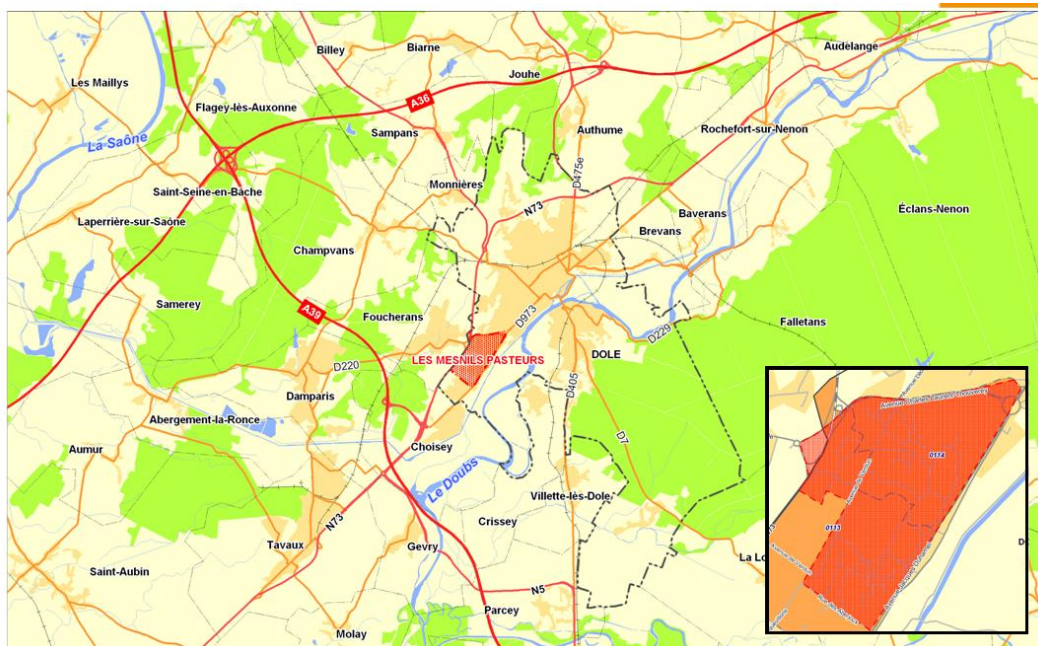 Billey
Biarne
Audelange
Les Maillys
Jouhe
A36
Flagey-lès-Auxonne
Sampans
Authume
Rochefort-sur-Nenon
La Saône
Monnières
D475e
Saint-Seine-en-Bâche
N73
Baverans
Éclans-Nenon
Laperrière-sur-Saône
Brevans
Champvans
Samerey
A39
Foucherans
D973
Falletans
D229
LES MESNILS PASTEURS
DOLE
D220
D405
Damparis
Abergement-la-Ronce
D7
Aumur
Choisey
0114
Le Doubs
Villette-lès-Dole
N73
Crissey
0113
Tavaux
Gevry
La Lo
Saint-Aubin
N5
Parcey
Molay